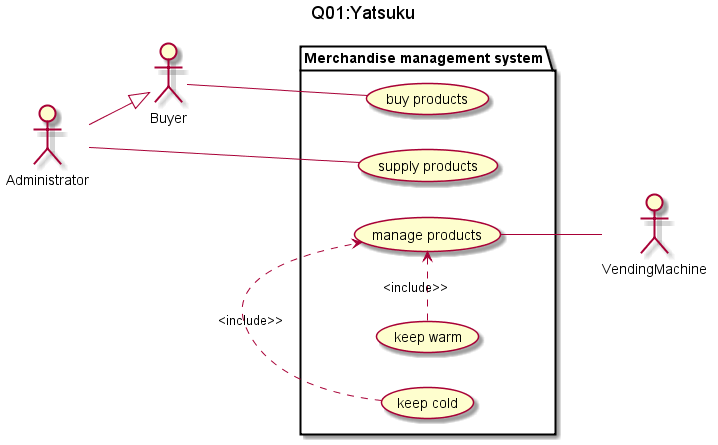 Q01:Yatsuku
Merchandise management system
Buyer
buy products
Administrator
supply products
manage products
VendingMachine
<include>>
keep warm
<include>>
keep cold